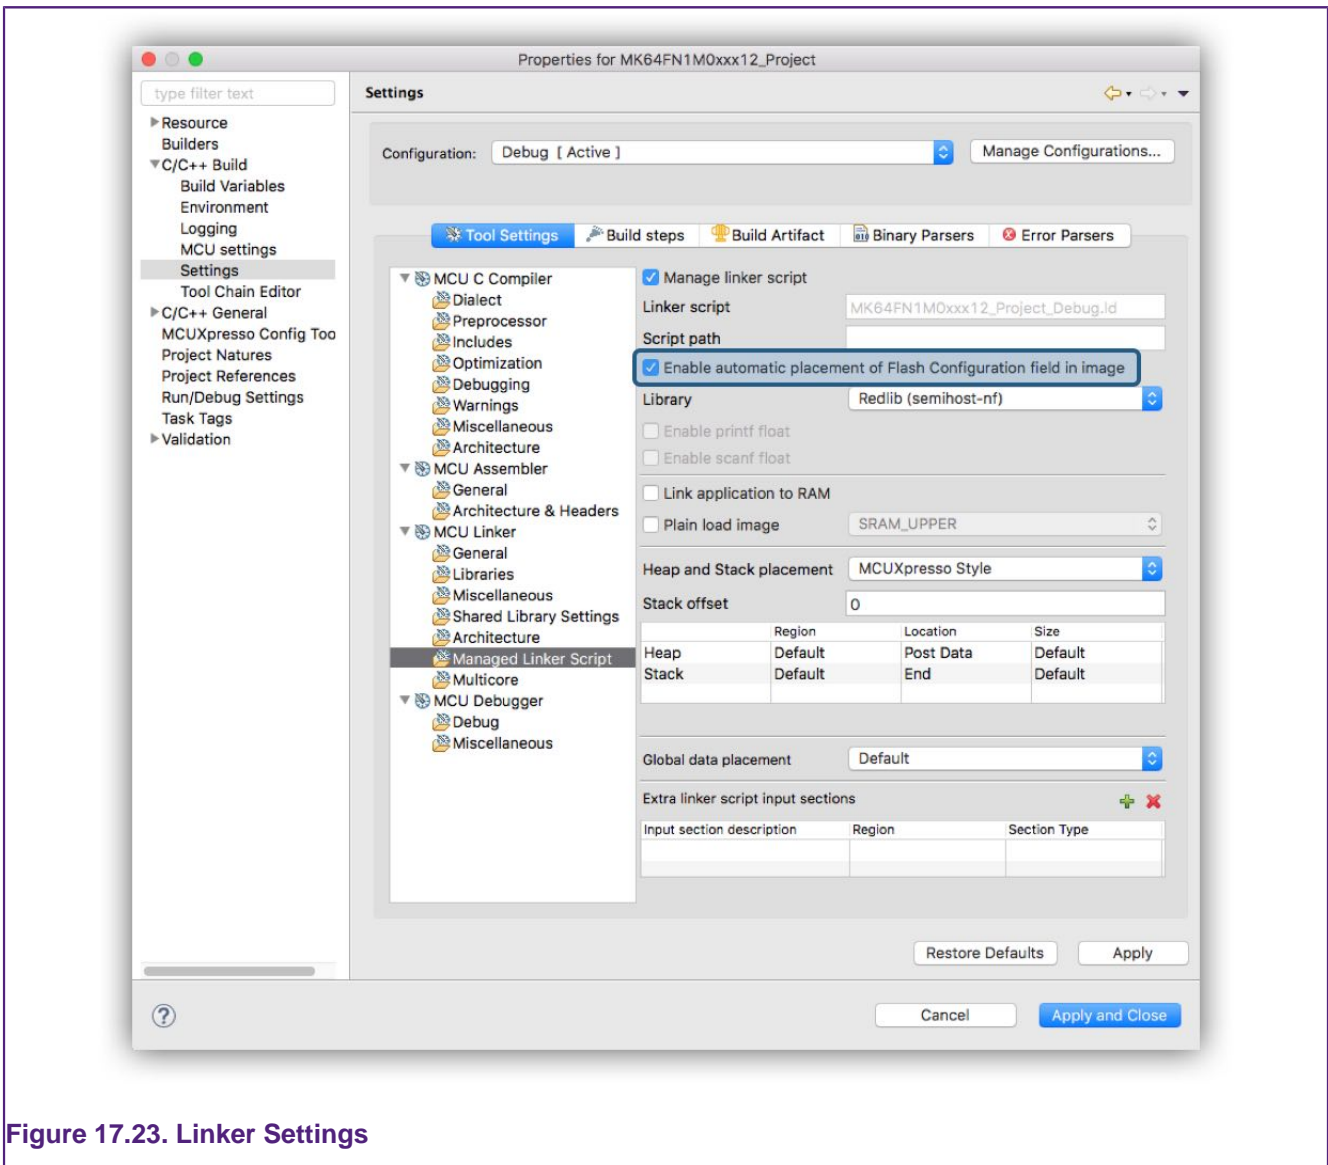 Properties for MK64FN1M0xxx12_Project
type filter text
Resource
Builders
C/C++ Build
Build Variables
Environment
Logging
MCU settings
Settings
Tool Chain Editor
C/C++ General
MCUXpresso Config Too
Project Natures
Project References
Run/Debug Settings
Task Tags
Validation
Settings
Configuration:
Debug [ Active ]
Manage Configurations...
Tool Settings
Build steps
Build Artifact
Binary Parsers
Error Parsers
MCU C Compiler
Dialect
Preprocessor
Includes
Optimization
Debugging
Warnings
Miscellaneous
Architecture
MCU Assembler
General
Architecture & Headers
MCU Linker
General
Libraries
Miscellaneous
Shared Library Settings
Architecture
Managed Linker Script
Multicore
MCU Debugger
Debug
Miscellaneous
Manage linker script
Linker script MK64FN1M0xxx12_Project_Debug.ld
Script path
Enable automatic placement of Flash Configuration field in image
Library Redlib (semihost-nf)
Enable printf float
Enable scanf float
Link application to RAM
Plain load image SRAM_UPPER
Heap and Stack placement MCUXpresso Style
Stack offset 0
Region Location Size
Heap Default Post Data Default
Stack Default End Default
Global data placement Default
Extra linker script input sections
Input section description Region Section Type
Restore Defaults
Apply
?
Cancel
Apply and Close
Figure 17.23. Linker Settings